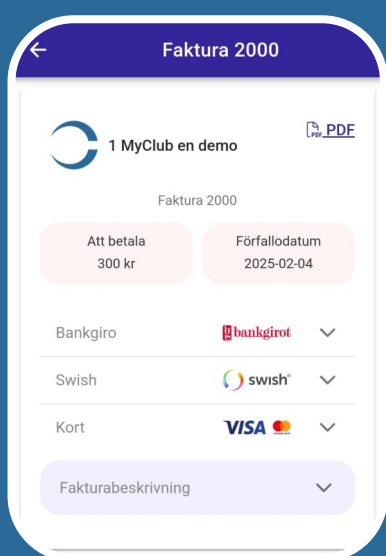 Faktura 2000
PDF
1 MyClub en demo
Faktura 2000
Att betala
300 kr
Förfallodatum
2025-02-04
Bankgiro bankgirot
Swish swish®
Kort VISA
Fakturabeskrivning